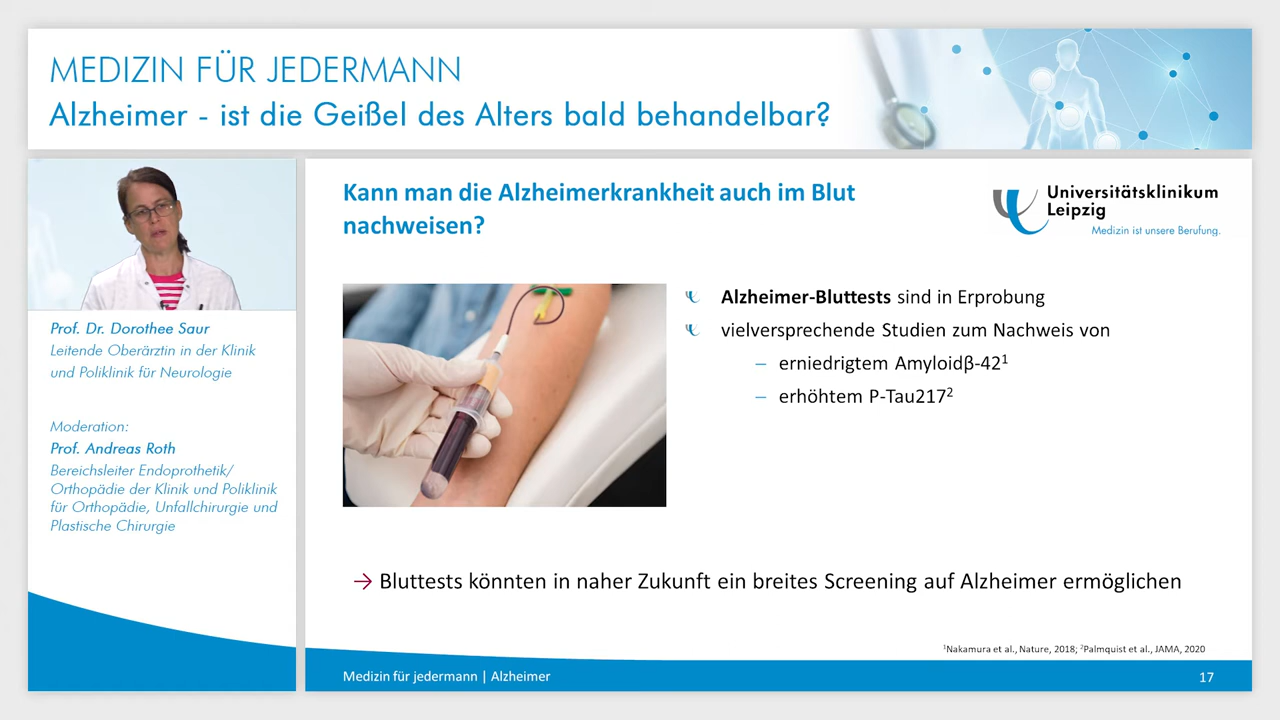 MEDIZIN FÜR JEDERMANN
Alzheimer - ist die Geißel des Alters bald behandelbar?
Prof. Dr. Dorothee Saur
Leitende Oberärztin in der Klinik
und Poliklinik für Neurologie
Moderation:
Prof. Andreas Roth
Bereichsleiter Endoprothetik/
Orthopädie der Klinik und Poliklinik
für Orthopädie, Unfallchirurgie und
Plastische Chirurgie
Kann man die Alzheimerkrankheit auch im Blut
nachweisen?
Universitätsklinikum
Leipzig
Medizin ist unsere Berufung.
Alzheimer-Bluttests sind in Erprobung
vielversprechende Studien zum Nachweis von
– erniedrigtem Amyloidβ-42¹
– erhöhtem P-Tau217²
→ Bluttests könnten in naher Zukunft ein breites Screening auf Alzheimer ermöglichen
¹Nakamura et al., Nature, 2018; ²Palmquist et al., JAMA, 2020
Medizin für jedermann | Alzheimer
17